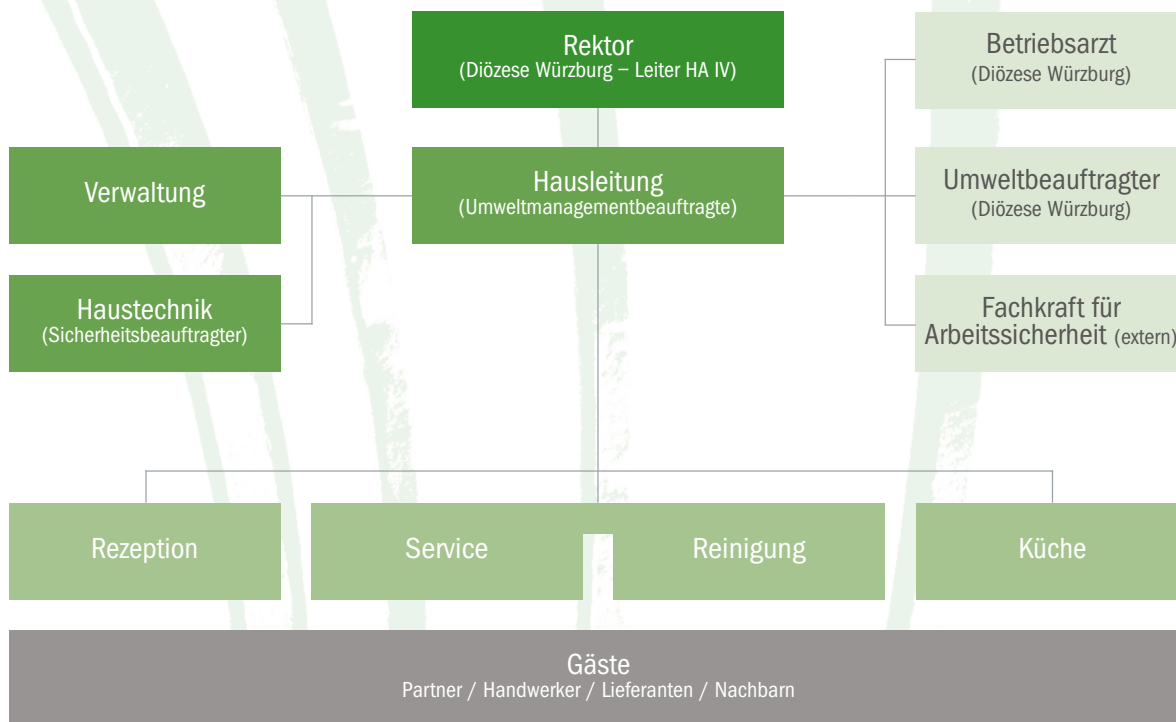 Rektor
(Diözese Würzburg – Leiter HA IV)
Betriebsarzt
(Diözese Würzburg)
Verwaltung
Hausleitung
(Umweltmanagementbeauftragte)
Umweltbeauftragter
(Diözese Würzburg)
Haustechnik
(Sicherheitsbeauftragter)
Fachkraft für
Arbeitssicherheit (extern)
Rezeption
Service
Reinigung
Küche
Gäste
Partner / Handwerker / Lieferanten / Nachbarn